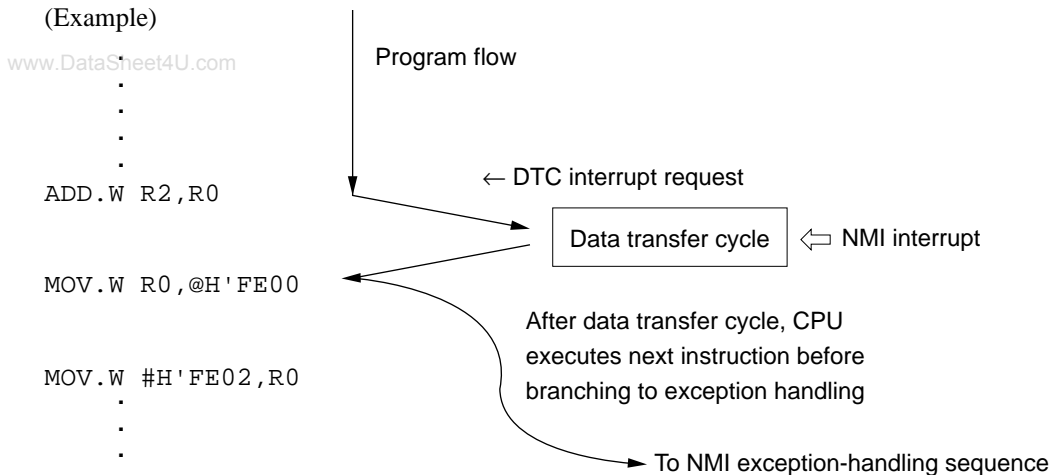 (Example)
www.DataSheet4U.com
Program flow
← DTC interrupt request
ADD.W R2,R0
Data transfer cycle
NMI interrupt
MOV.W R0,@H'FE00
After data transfer cycle, CPU
executes next instruction before
branching to exception handling
MOV.W #H'FE02,R0
To NMI exception-handling sequence